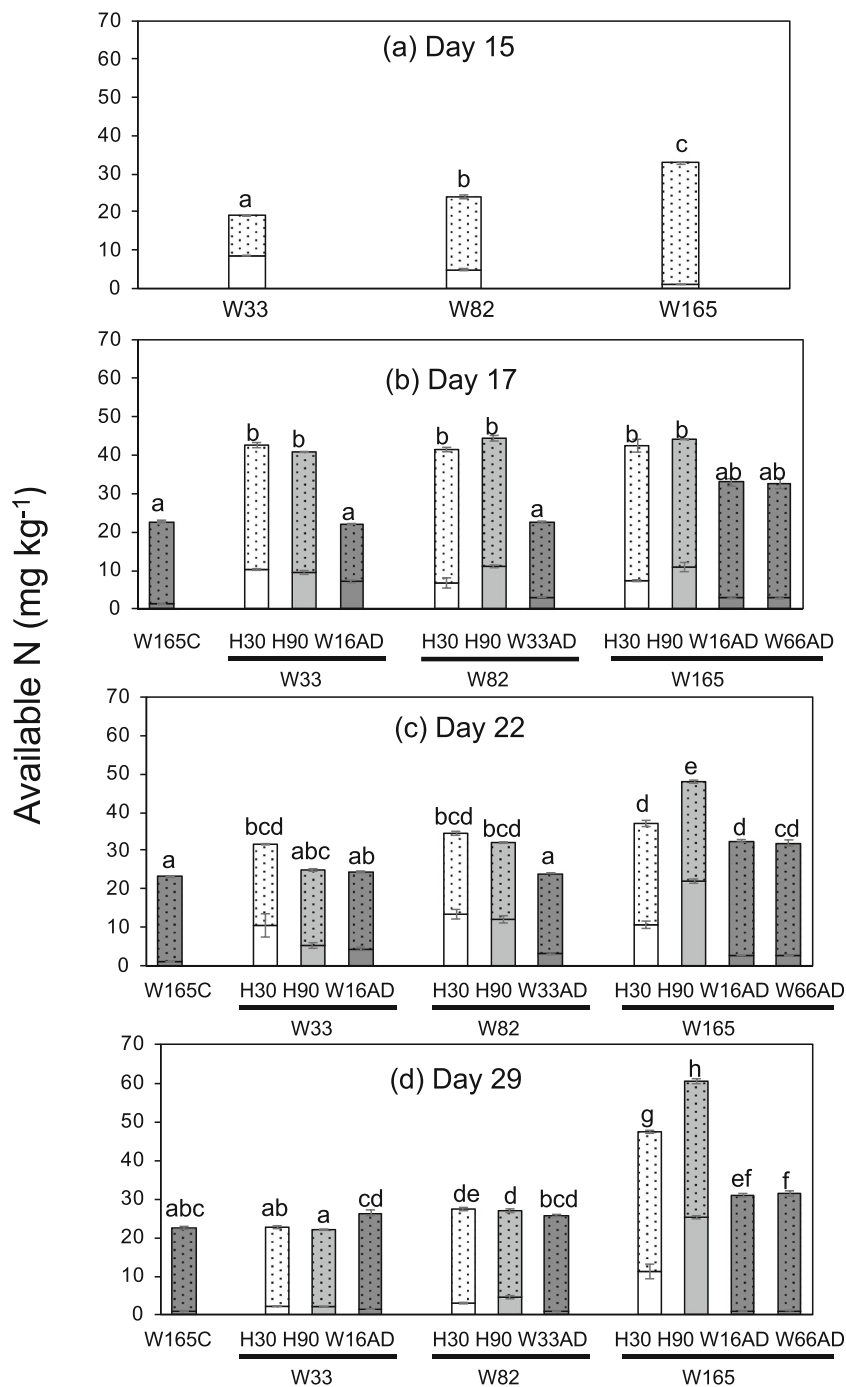 Available N (mg kg-1)
(a) Day 15
70
60
50
40
30
20
10
0
a
b
c
W33 W82 W165
(b) Day 17
70
60
50
40
30
20
10
0
a
b b a
b b a
b b ab ab
W165C H30 H90 W16AD H30 H90 W33AD H30 H90 W16AD W66AD
W33 W82 W165
(c) Day 22
70
60
50
40
30
20
10
0
a
bcd abc ab
bcd bcd a
d e d cd
W165C H30 H90 W16AD H30 H90 W33AD H30 H90 W16AD W66AD
W33 W82 W165
(d) Day 29
70
60
50
40
30
20
10
0
abc
ab a cd
de d bcd
g h ef f
W165C H30 H90 W16AD H30 H90 W33AD H30 H90 W16AD W66AD
W33 W82 W165